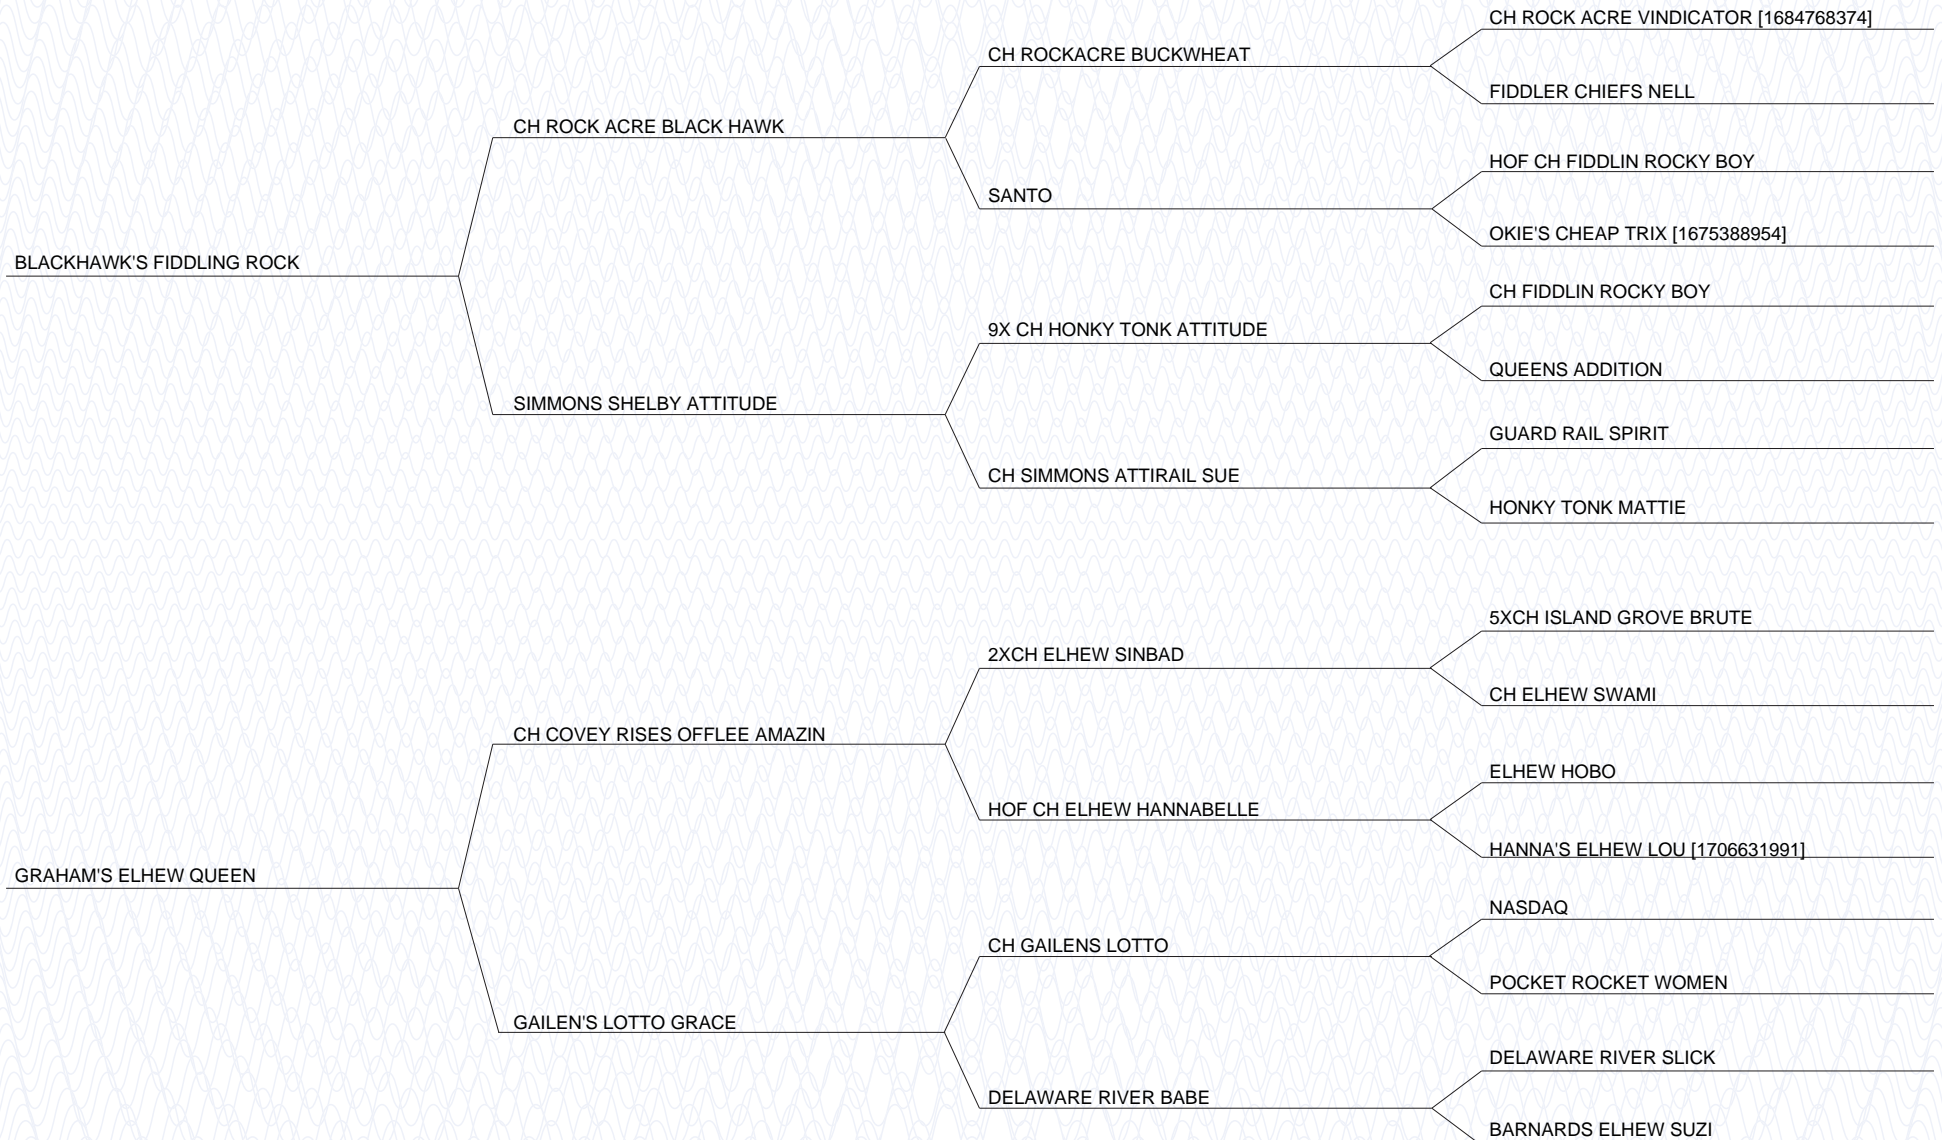 CH ROCK ACRE VINDICATOR [1684768374]
CH ROCKACRE BUCKWHEAT
FIDDLER CHIEFS NELL
CH ROCK ACRE BLACK HAWK
HOF CH FIDDLIN ROCKY BOY
SANTO
OKIE'S CHEAP TRIX [1675388954]
BLACKHAWK'S FIDDLING ROCK
CH FIDDLIN ROCKY BOY
9X CH HONKY TONK ATTITUDE
QUEENS ADDITION
SIMMONS SHELBY ATTITUDE
GUARD RAIL SPIRIT
CH SIMMONS ATTIRAIL SUE
HONKY TONK MATTIE
5XCH ISLAND GROVE BRUTE
2XCH ELHEW SINBAD
CH ELHEW SWAMI
CH COVEY RISES OFFLEE AMAZIN
ELHEW HOBO
HOF CH ELHEW HANNABELLE
HANNA'S ELHEW LOU [1706631991]
GRAHAM'S ELHEW QUEEN
NASDAQ
CH GAILENS LOTTO
POCKET ROCKET WOMEN
GAILEN'S LOTTO GRACE
DELAWARE RIVER SLICK
DELAWARE RIVER BABE
BARNARDS ELHEW SUZI